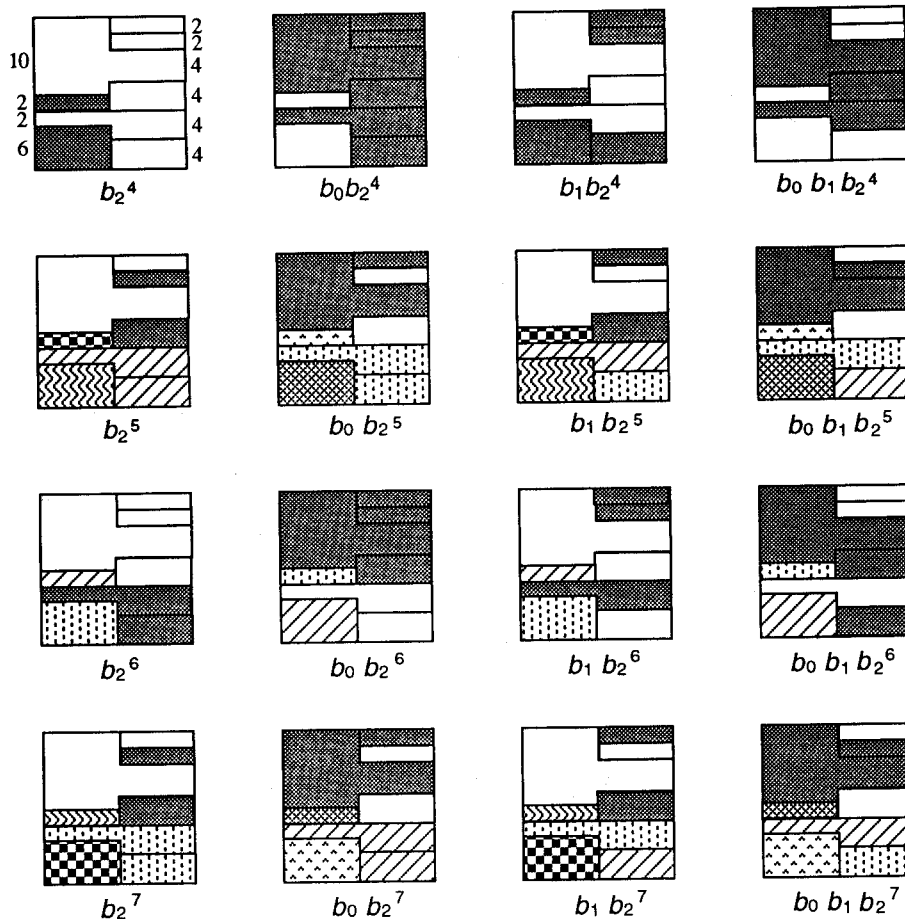 10 2 2 4
2 4
2 4
6 4
b₂⁴ b₀b₂⁴ b₁b₂⁴ b₀ b₁ b₂⁴
b₂⁵ b₀ b₂⁵ b₁ b₂⁵ b₀ b₁ b₂⁵
b₂⁶ b₀ b₂⁶ b₁ b₂⁶ b₀ b₁ b₂⁶
b₂⁷ b₀ b₂⁷ b₁ b₂⁷ b₀ b₁ b₂⁷